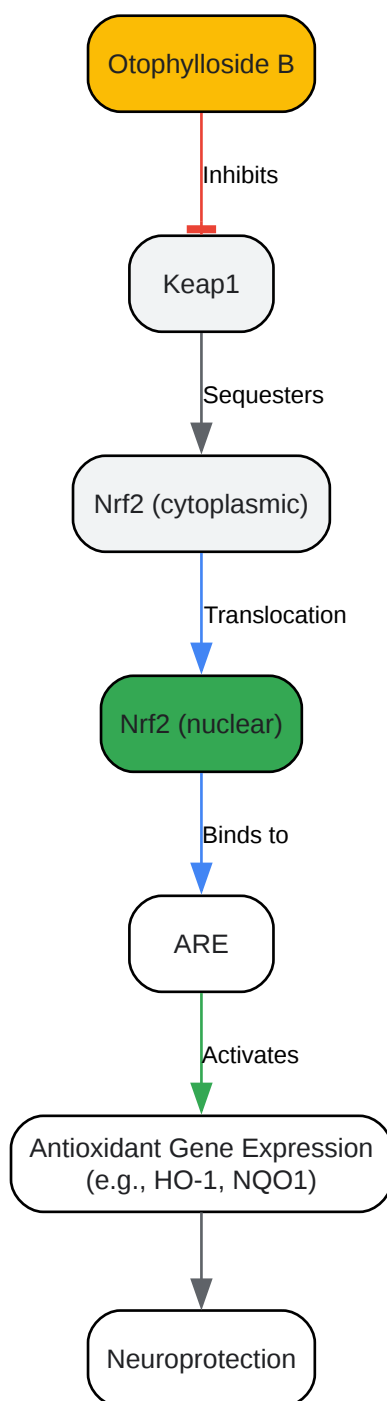 Otophylloside B
Inhibits
Keap1
Sequesters
Nrf2 (cytoplasmic)
Translocation
Nrf2 (nuclear)
Binds to
ARE
Activates
Antioxidant Gene Expression
(e.g., HO-1, NQO1)
Neuroprotection